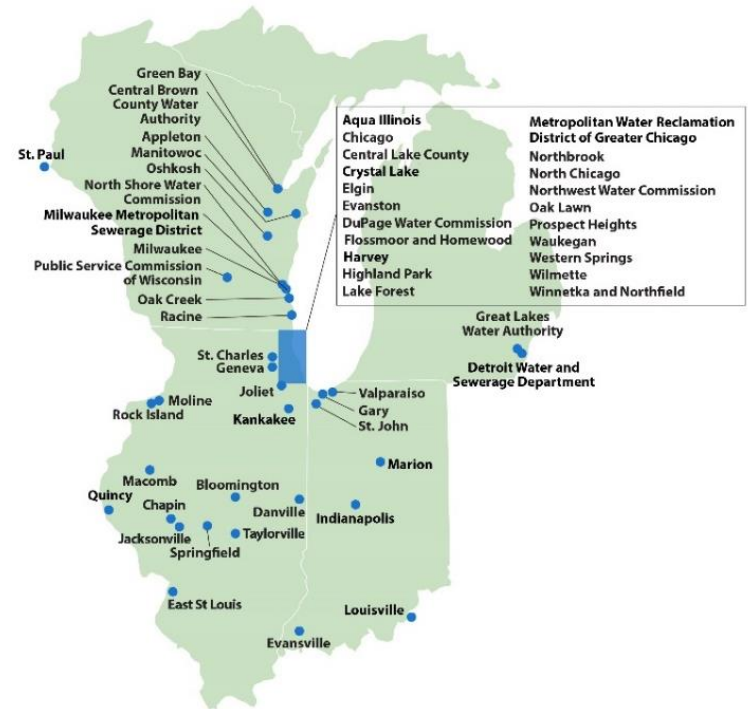 Green Bay
Central Brown
County Water
Authority
Appleton
Manitowoc
Oshkosh
North Shore Water
Commission
Milwaukee Metropolitan
Sewerage District
Milwaukee
Public Service Commission
of Wisconsin
Oak Creek
Racine
St. Paul
Aqua Illinois
Chicago
Central Lake County
Crystal Lake
Elgin
Evanston
DuPage Water Commission
Flossmoor and Homewood
Harvey
Highland Park
Lake Forest
Metropolitan Water Reclamation
District of Greater Chicago
Northbrook
North Chicago
Northwest Water Commission
Oak Lawn
Prospect Heights
Waukegan
Western Springs
Wilmette
Winnetka and Northfield
Great Lakes
Water Authority
Detroit Water and
Sewerage Department
St. Charles
Geneva
Joliet
Kankakee
Moline
Rock Island
Valparaiso
Gary
St. John
Marion
Macomb
Bloomington
Quincy
Chapin
Danville
Indianapolis
Jacksonville
Springfield
Taylorville
East St Louis
Louisville
Evansville